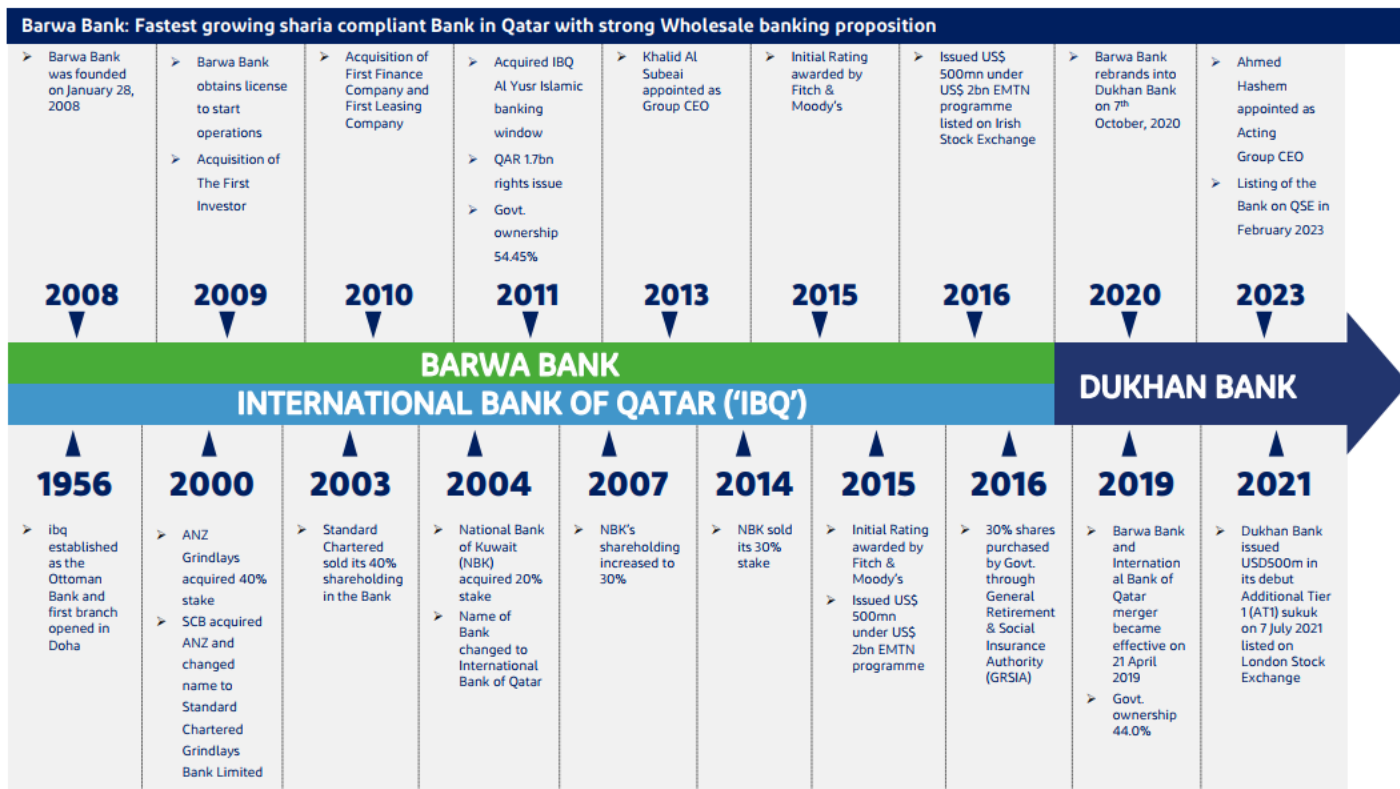 Barwa Bank: Fastest growing sharia compliant Bank in Qatar with strong Wholesale banking proposition
➢ Barwa Bank
was founded
on January 28,
2008
➢ Barwa Bank
obtains license
to start
operations
➢ Acquisition of
The First
Investor
➢ Acquisition of
First Finance
Company and
First Leasing
Company
➢ Acquired IBQ
Al Yusr Islamic
banking
window
➢ QAR 1.7bn
rights issue
➢ Govt.
ownership
54.45%
➢ Khalid Al
Subeai
appointed as
Group CEO
➢ Initial Rating
awarded by
Fitch &
Moody's
➢ Issued US$
500mn under
US$ 2bn EMTN
programme
listed on Irish
Stock Exchange
➢ Barwa Bank
rebrands into
Dukhan Bank
on 7th
October, 2020
➢ Ahmed
Hashem
appointed as
Acting
Group CEO
➢ Listing of the
Bank on QSE in
February 2023
2008
2009
2010
2011
2013
2015
2016
2020
2023
BARWA BANK
INTERNATIONAL BANK OF QATAR ('IBQ')
DUKHAN BANK
1956
2000
2003
2004
2007
2014
2015
2016
2019
2021
➢ ibq
established
as the
Ottoman
Bank and
first branch
opened in
Doha
➢ ANZ
Grindlays
acquired 40%
stake
➢ SCB acquired
ANZ and
changed
name to
Standard
Chartered
Grindlays
Bank Limited
➢ Standard
Chartered
sold its 40%
shareholding
in the Bank
➢ National Bank
of Kuwait
(NBK)
acquired 20%
stake
➢ Name of
Bank
changed to
International
Bank of Qatar
➢ NBK's
shareholding
increased to
30%
➢ NBK sold
its 30%
stake
➢ Initial Rating
awarded by
Fitch &
Moody's
➢ Issued US$
500mn
under US$
2bn EMTN
programme
➢ 30% shares
purchased
by Govt.
through
General
Retirement
& Social
Insurance
Authority
(GRSIA)
➢ Barwa Bank
and
Internation
al Bank of
Qatar
merger
became
effective on
21 April
2019
➢ Govt.
ownership
44.0%
➢ Dukhan Bank
issued
USD500m in
its debut
Additional Tier
1 (AT1) sukuk
on 7 July 2021
listed on
London Stock
Exchange